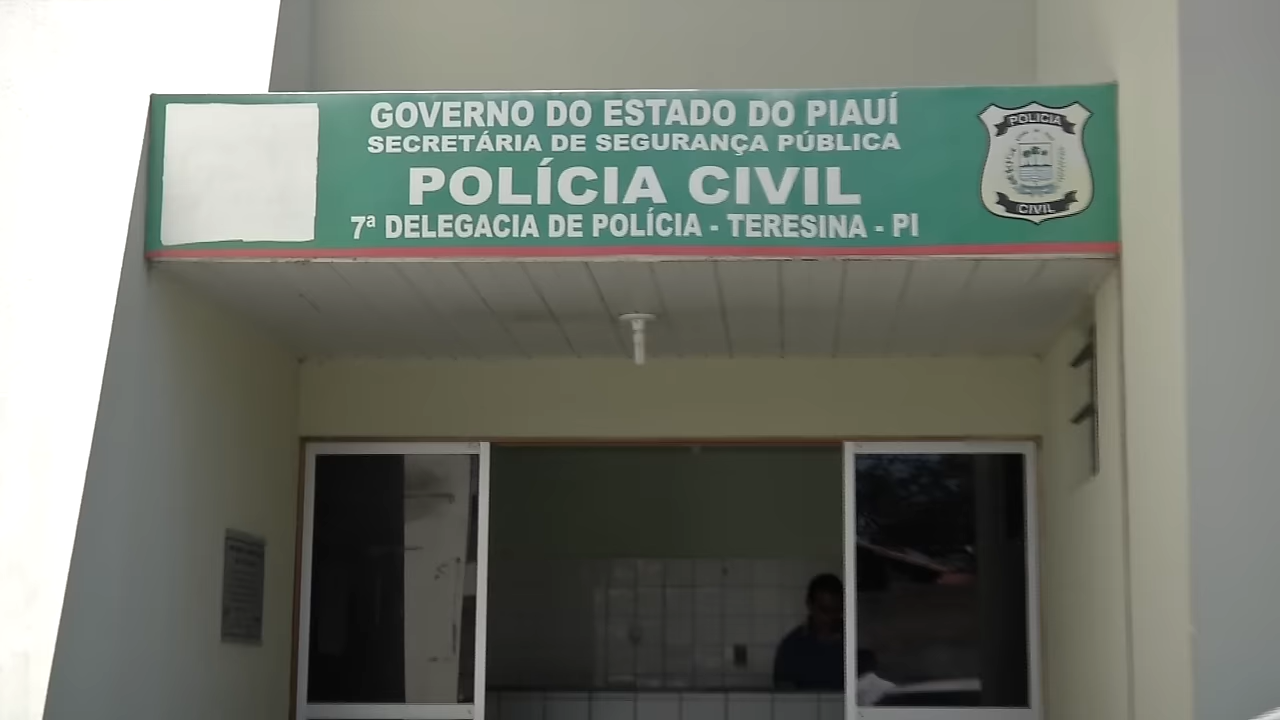 GOVERNO DO ESTADO DO PIAUÍ
SECRETÁRIA DE SEGURANÇA PÚBLICA
POLÍCIA CIVIL
7ª DELEGACIA DE POLÍCIA - TERESINA - PI
POLICIA
CIVIL